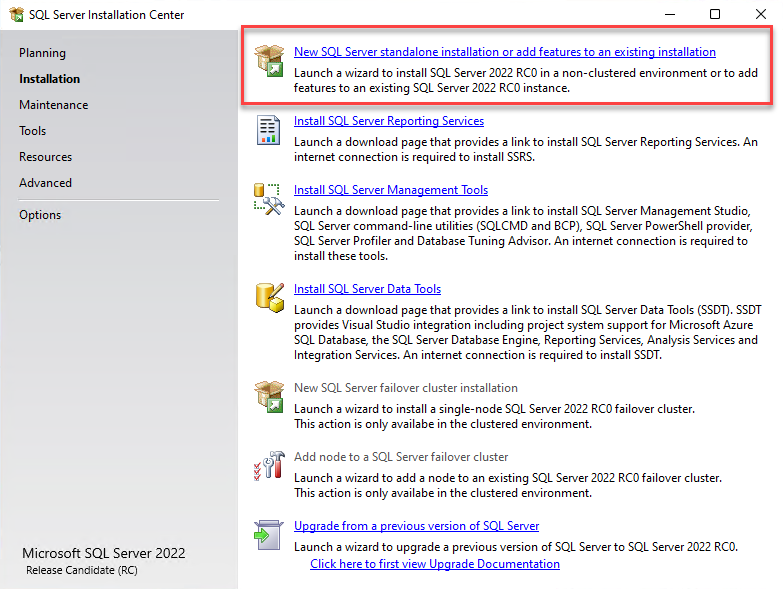 SQL Server Installation Center
Planning
Installation
Maintenance
Tools
Resources
Advanced
Options
Microsoft SQL Server 2022
Release Candidate (RC)
New SQL Server standalone installation or add features to an existing installation
Launch a wizard to install SQL Server 2022 RC0 in a non-clustered environment or to add
features to an existing SQL Server 2022 RC0 instance.
Install SQL Server Reporting Services
Launch a download page that provides a link to install SQL Server Reporting Services. An
internet connection is required to install SSRS.
Install SQL Server Management Tools
Launch a download page that provides a link to install SQL Server Management Studio,
SQL Server command-line utilities (SQLCMD and BCP), SQL Server PowerShell provider,
SQL Server Profiler and Database Tuning Advisor. An internet connection is required to
install these tools.
Install SQL Server Data Tools
Launch a download page that provides a link to install SQL Server Data Tools (SSDT). SSDT
provides Visual Studio integration including project system support for Microsoft Azure
SQL Database, the SQL Server Database Engine, Reporting Services, Analysis Services and
Integration Services. An internet connection is required to install SSDT.
New SQL Server failover cluster installation
Launch a wizard to install a single-node SQL Server 2022 RC0 failover cluster.
This action is only availabe in the clustered environment.
Add node to a SQL Server failover cluster
Launch a wizard to add a node to an existing SQL Server 2022 RC0 failover cluster.
This action is only availabe in the clustered environment.
Upgrade from a previous version of SQL Server
Launch a wizard to upgrade a previous version of SQL Server to SQL Server 2022 RC0.
Click here to first view Upgrade Documentation